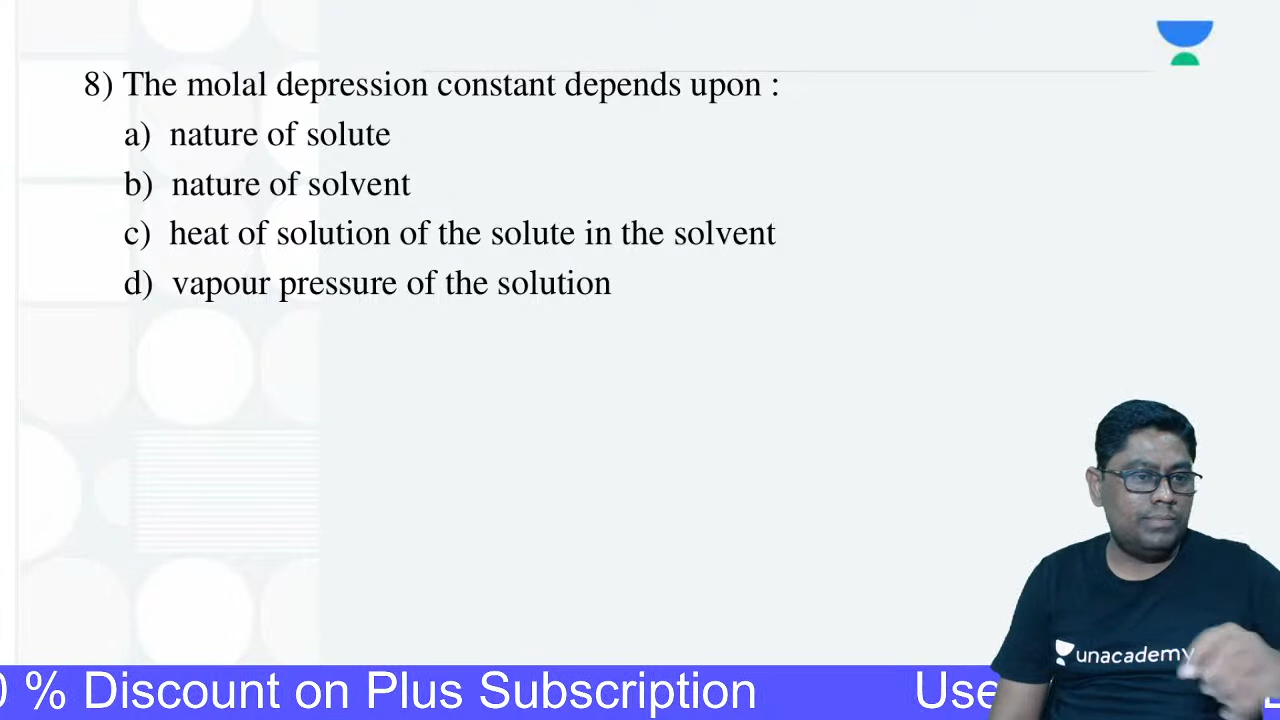 8) The molal depression constant depends upon :
a) nature of solute
b) nature of solvent
c) heat of solution of the solute in the solvent
d) vapour pressure of the solution
unacademy
% Discount on Plus Subscription Use